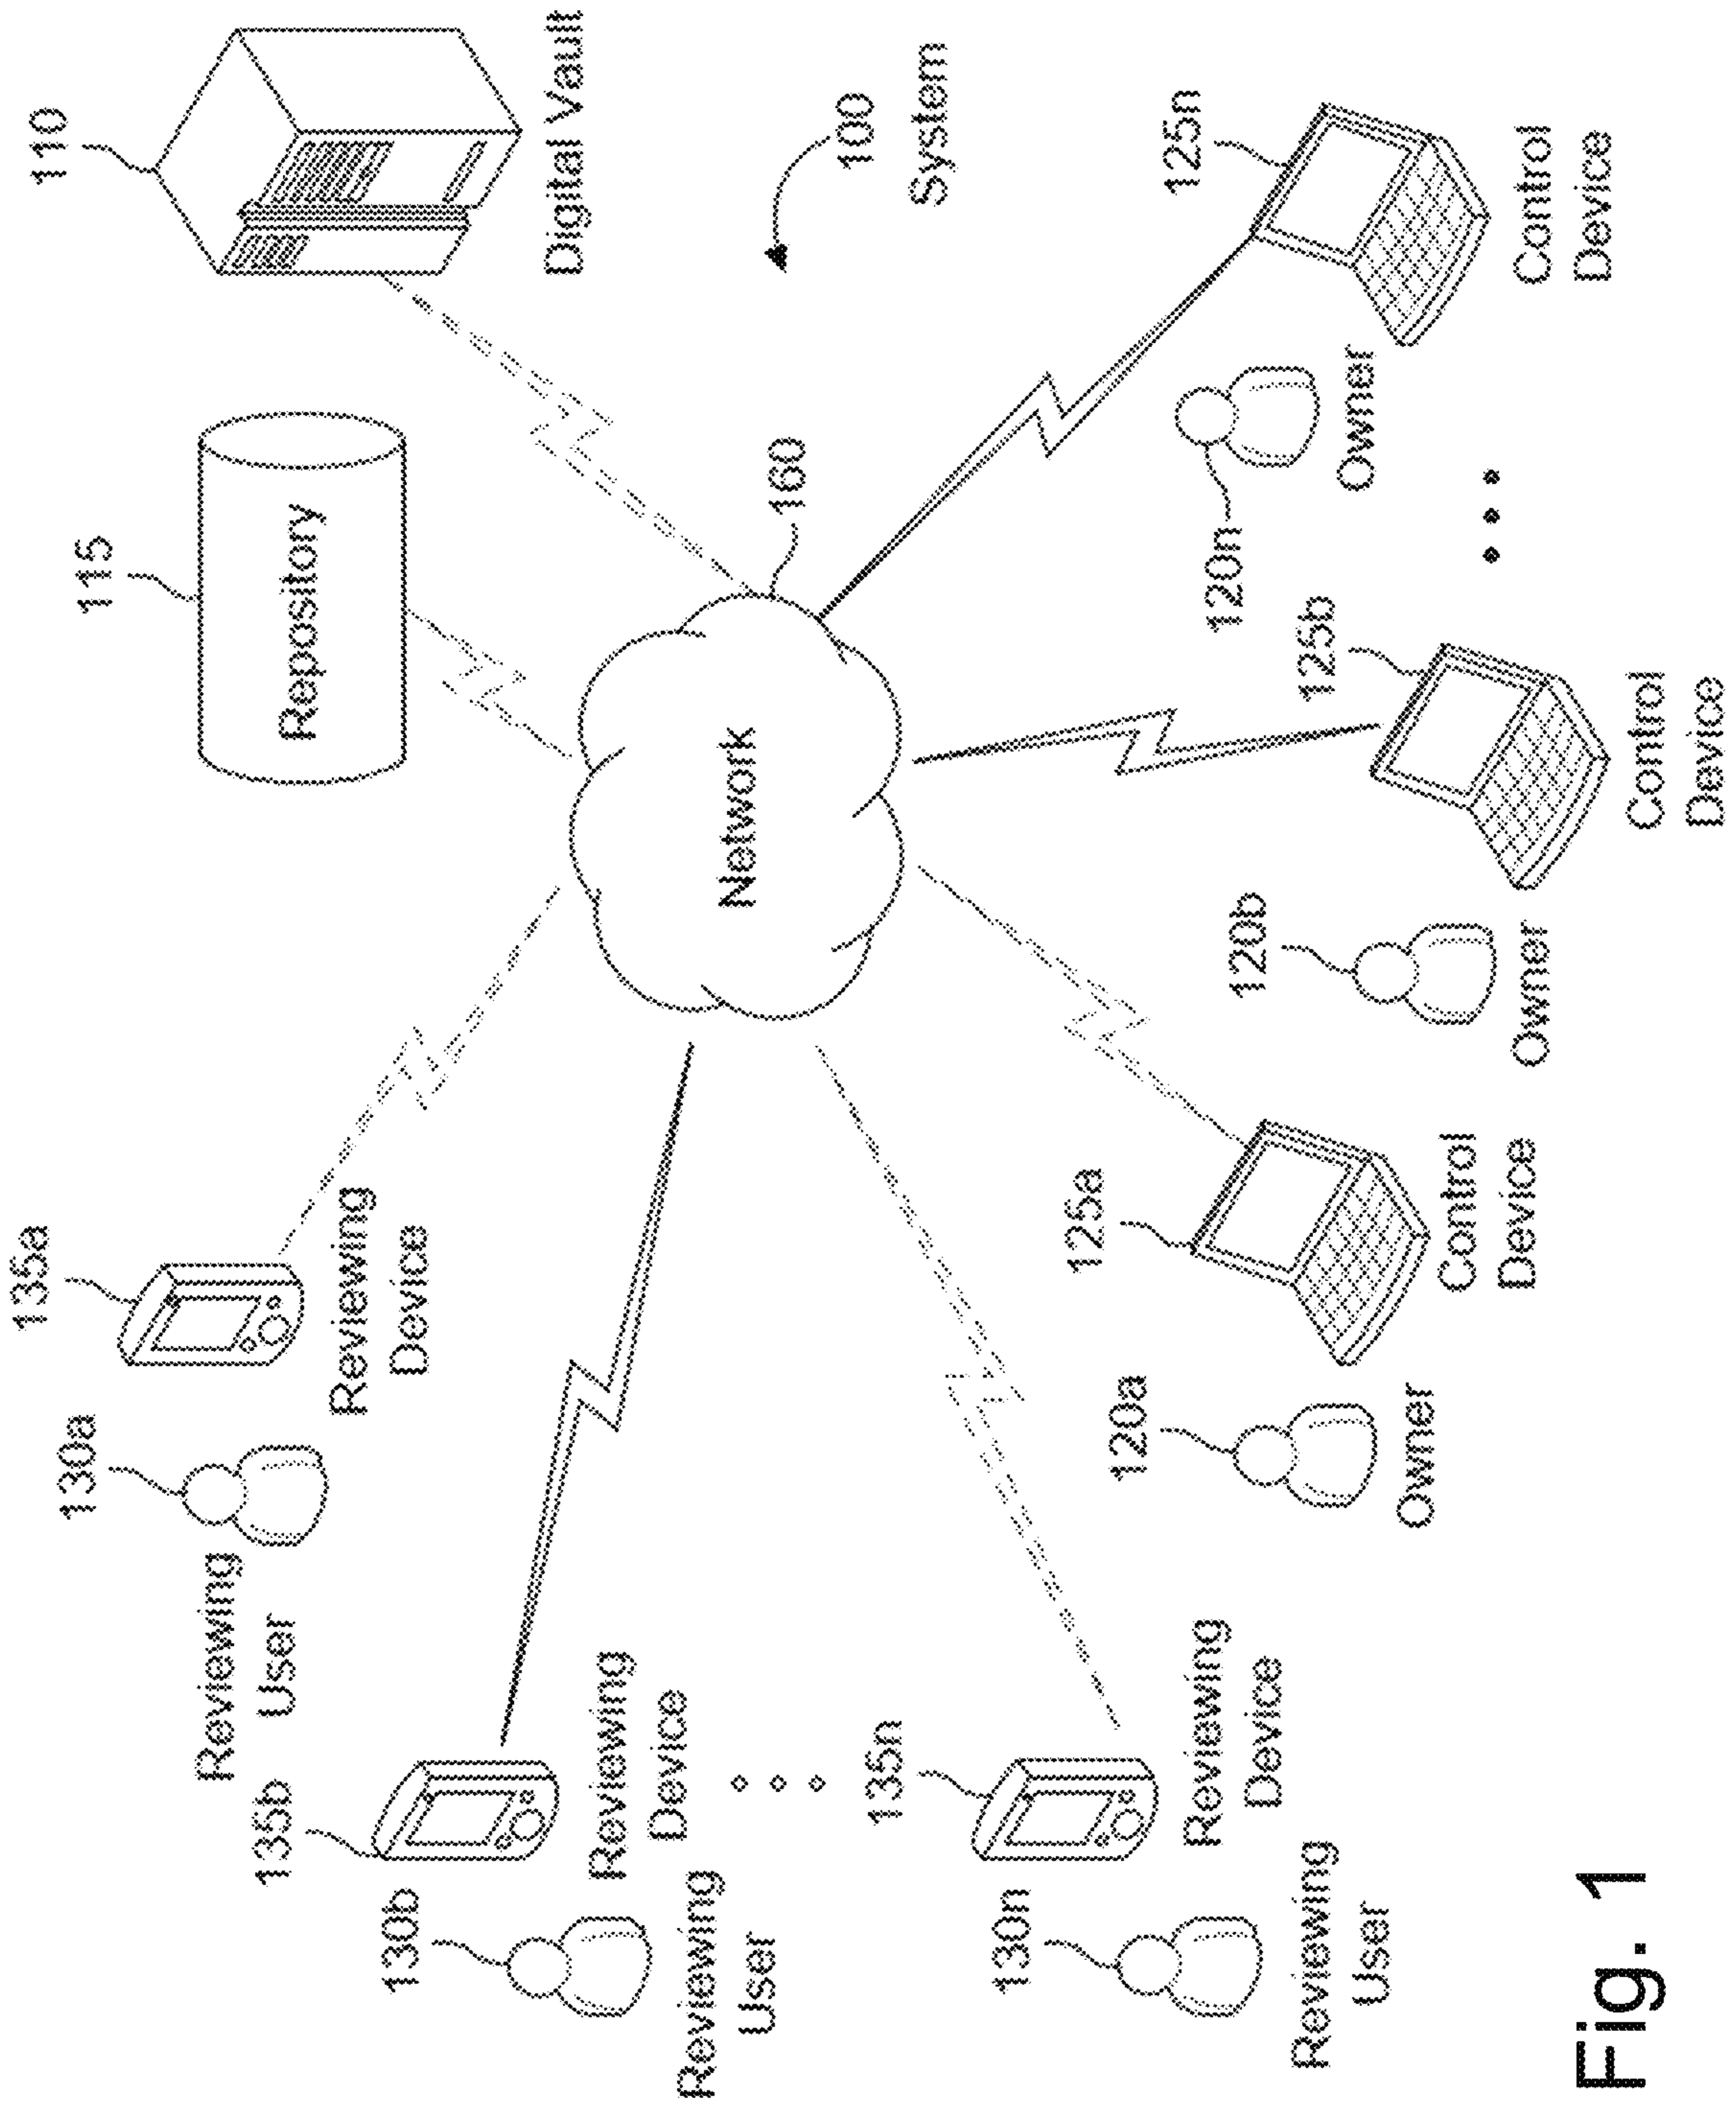 130a
135a
115
110
Reviewing
User
Reviewing
Device
Repository
Digital Vault
135b
130b
Reviewing
Device
Reviewing
User
Network
160
100
System
135n
130n
Reviewing
Device
Reviewing
User
120a
Owner
125a
Control
Device
120b
Owner
125b
Control
Device
120n
Owner
125n
Control
Device
Fig. 1